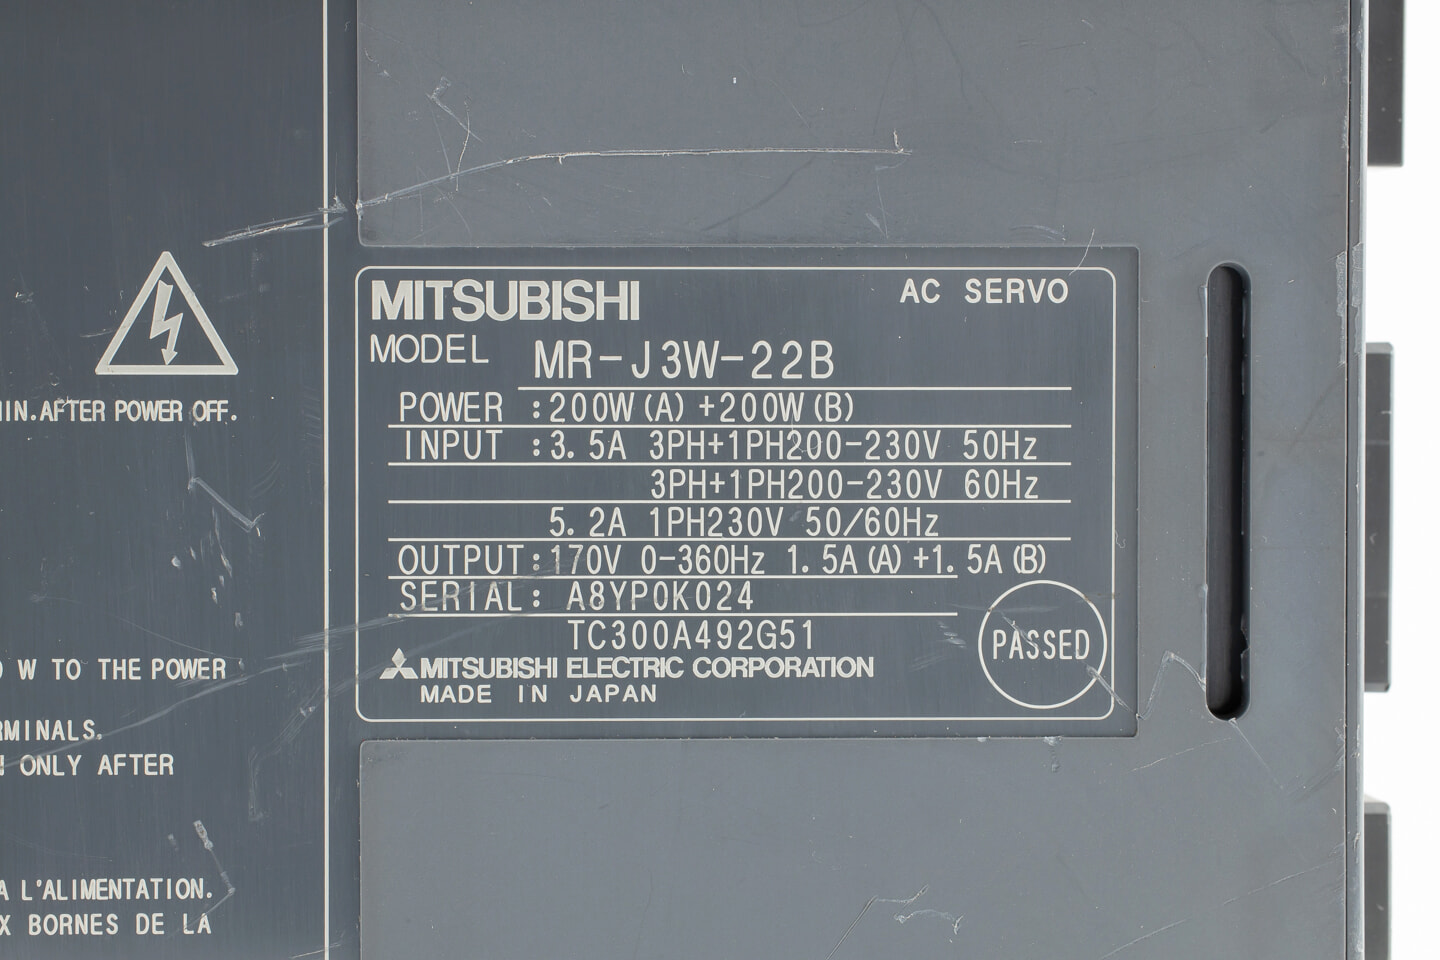 MITSUBISHI AC SERVO
MODEL MR-J3W-22B
POWER :200W(A)+200W(B)
INPUT :3.5A 3PH+1PH200-230V 50Hz
3PH+1PH200-230V 60Hz
5.2A 1PH230V 50/60Hz
OUTPUT:170V 0-360Hz 1.5A(A)+1.5A(B)
SERIAL: A8YP0K024
TC300A492G51
PASSED
MITSUBISHI ELECTRIC CORPORATION
MADE IN JAPAN
MIN.AFTER POWER OFF.
W TO THE POWER
RMINALS.
ONLY AFTER
A L'ALIMENTATION.
X BORNES DE LA